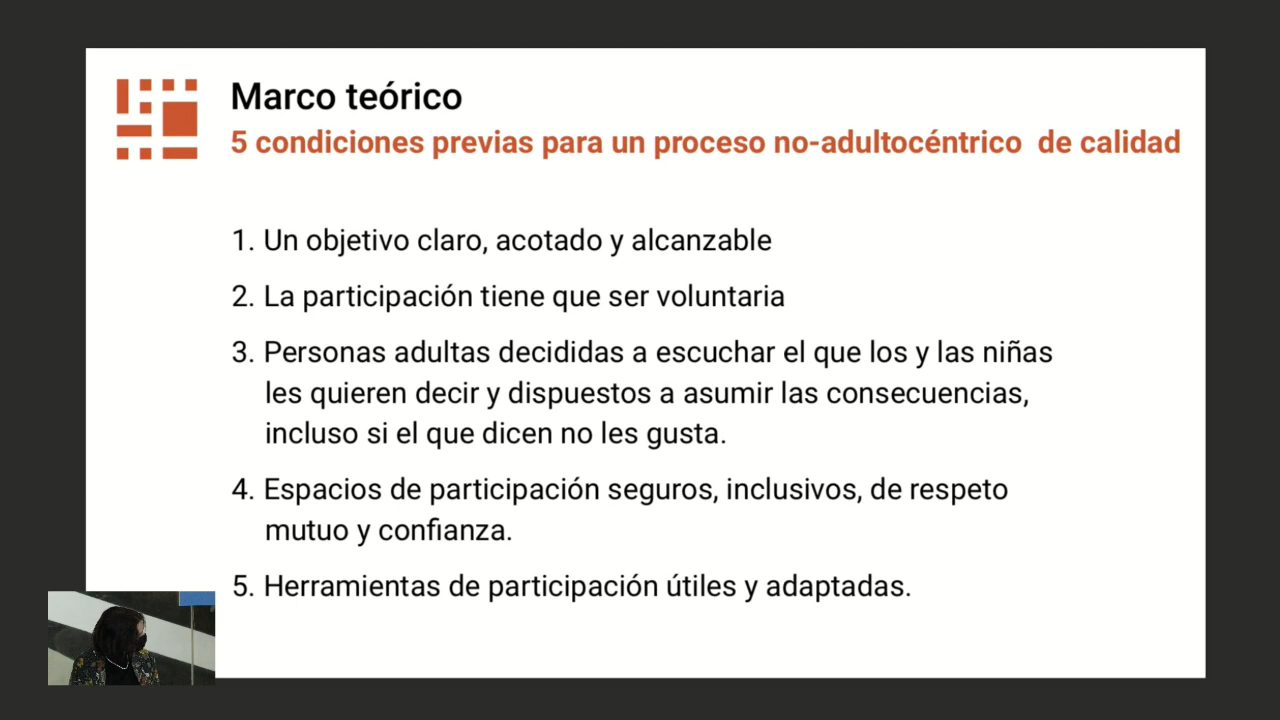 Marco teórico
5 condiciones previas para un proceso no-adultocéntrico de calidad
1. Un objetivo claro, acotado y alcanzable
2. La participación tiene que ser voluntaria
3. Personas adultas decididas a escuchar el que los y las niñas
les quieren decir y dispuestos a asumir las consecuencias,
incluso si el que dicen no les gusta.
4. Espacios de participación seguros, inclusivos, de respeto
mutuo y confianza.
5. Herramientas de participación útiles y adaptadas.